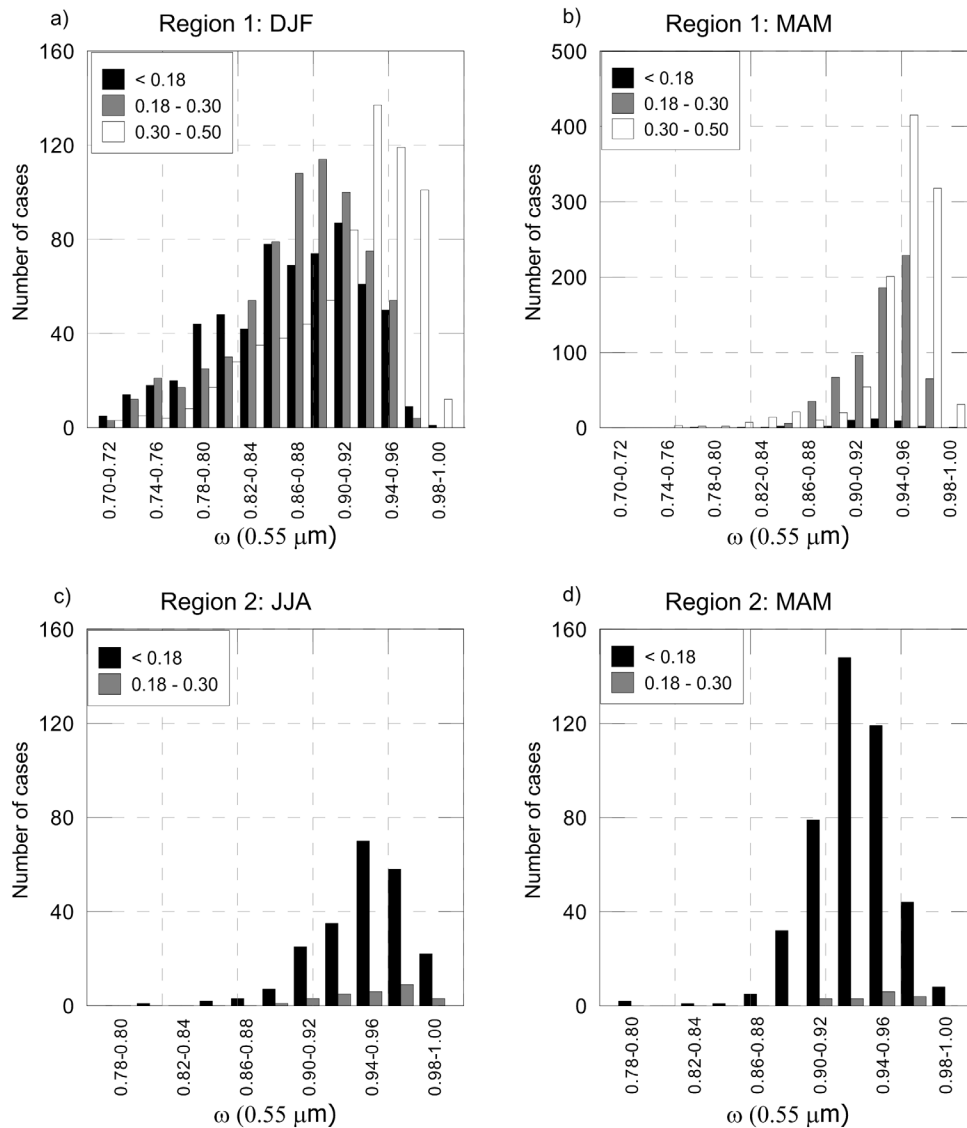 a)
Region 1: DJF
160
120
80
40
0
Number of cases
< 0.18
0.18 - 0.30
0.30 - 0.50
0.70-0.72
0.74-0.76
0.78-0.80
0.82-0.84
0.86-0.88
0.90-0.92
0.94-0.96
0.98-1.00
ω (0.55 μm)
b)
Region 1: MAM
500
400
300
200
100
0
Number of cases
< 0.18
0.18 - 0.30
0.30 - 0.50
0.70-0.72
0.74-0.76
0.78-0.80
0.82-0.84
0.86-0.88
0.90-0.92
0.94-0.96
0.98-1.00
ω (0.55 μm)
c)
Region 2: JJA
160
120
80
40
0
Number of cases
< 0.18
0.18 - 0.30
0.78-0.80
0.82-0.84
0.86-0.88
0.90-0.92
0.94-0.96
0.98-1.00
ω (0.55 μm)
d)
Region 2: MAM
160
120
80
40
0
Number of cases
< 0.18
0.18 - 0.30
0.78-0.80
0.82-0.84
0.86-0.88
0.90-0.92
0.94-0.96
0.98-1.00
ω (0.55 μm)